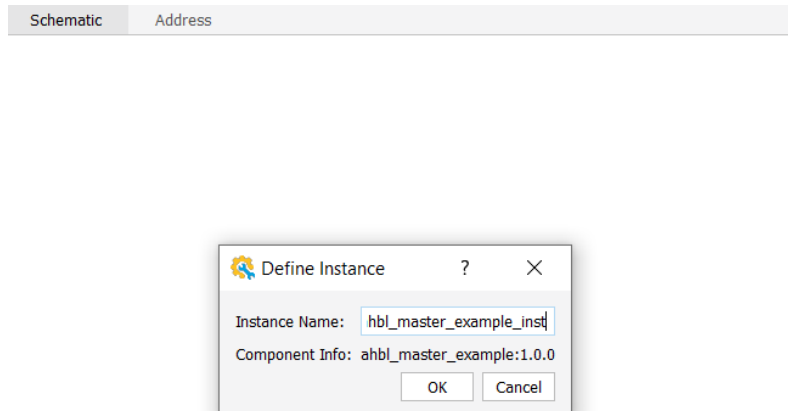 Schematic Address
Define Instance ? ×
Instance Name: hbl_master_example_inst
Component Info: ahbl_master_example:1.0.0
OK Cancel